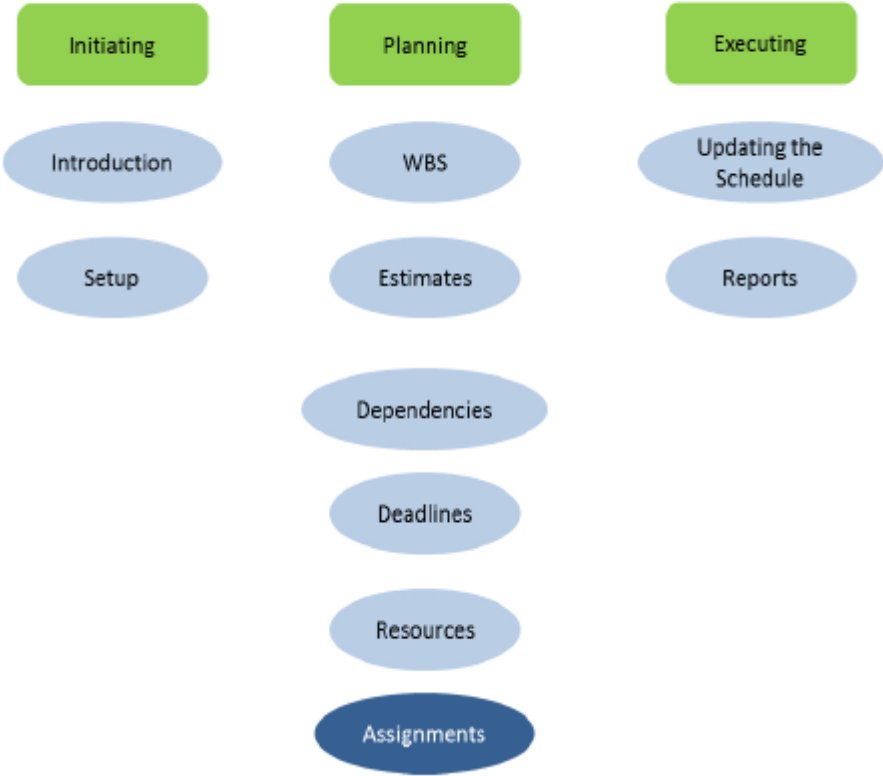 Initiating
Planning
Executing
Introduction
WBS
Updating the
Schedule
Setup
Estimates
Reports
Dependencies
Deadlines
Resources
Assignments